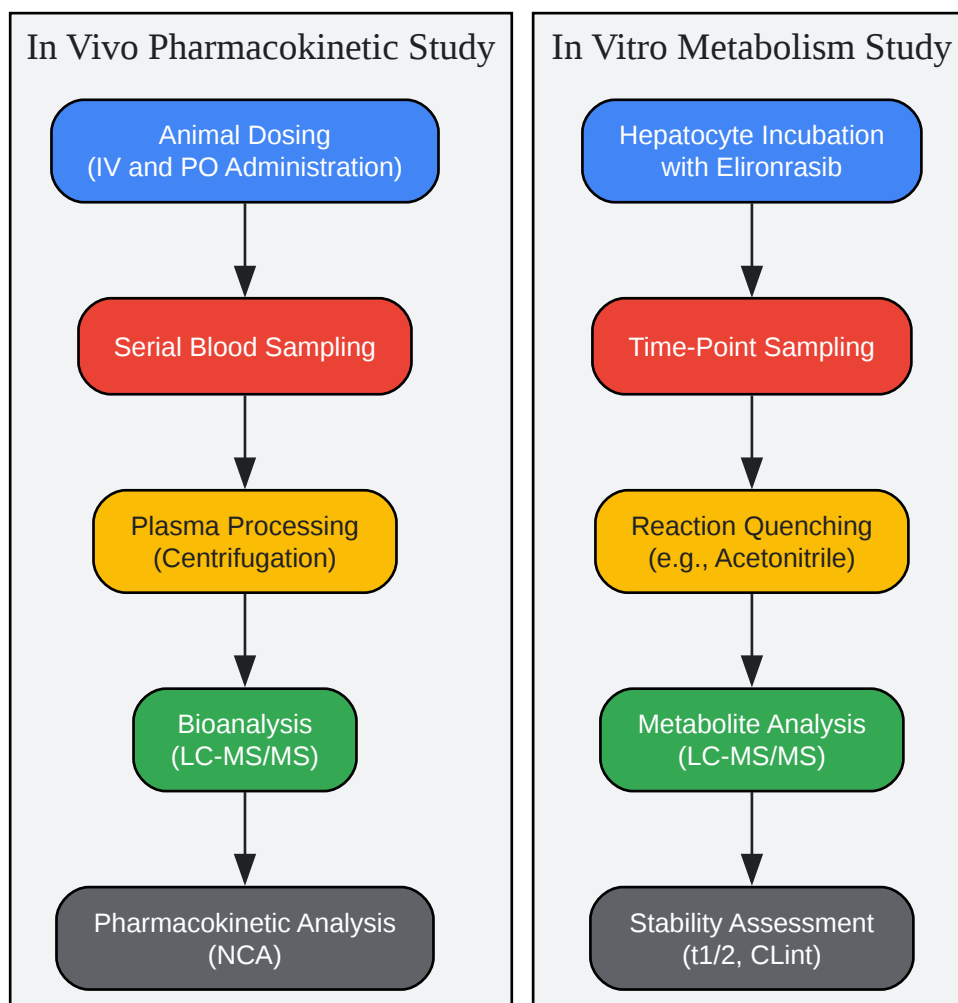 In Vivo Pharmacokinetic Study
Animal Dosing
(IV and PO Administration)
Serial Blood Sampling
Plasma Processing
(Centrifugation)
Bioanalysis
(LC-MS/MS)
Pharmacokinetic Analysis
(NCA)
In Vitro Metabolism Study
Hepatocyte Incubation
with Elironrasib
Time-Point Sampling
Reaction Quenching
(e.g., Acetonitrile)
Metabolite Analysis
(LC-MS/MS)
Stability Assessment
(t1/2, CLint)